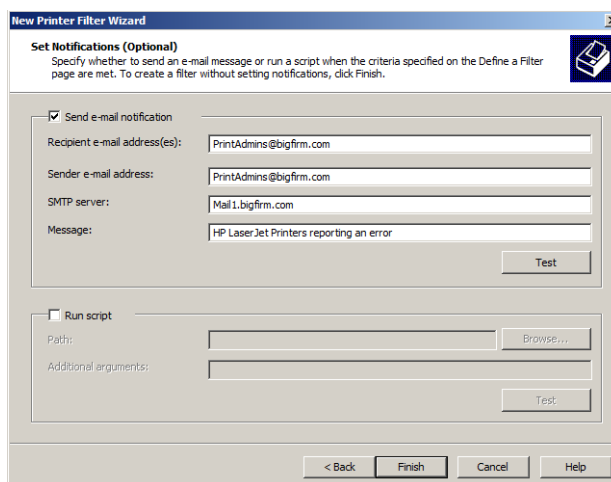 New Printer Filter Wizard
Set Notifications (Optional)
Specify whether to send an e-mail message or run a script when the criteria specified on the Define a Filter
page are met. To create a filter without setting notifications, click Finish.
Send e-mail notification
Recipient e-mail address(es): PrintAdmins@bigfirm.com
Sender e-mail address: PrintAdmins@bigfirm.com
SMTP server: Mail1.bigfirm.com
Message: HP LaserJet Printers reporting an error
Test
Run script
Path: Browse...
Additional arguments:
Test
< Back Finish Cancel Help